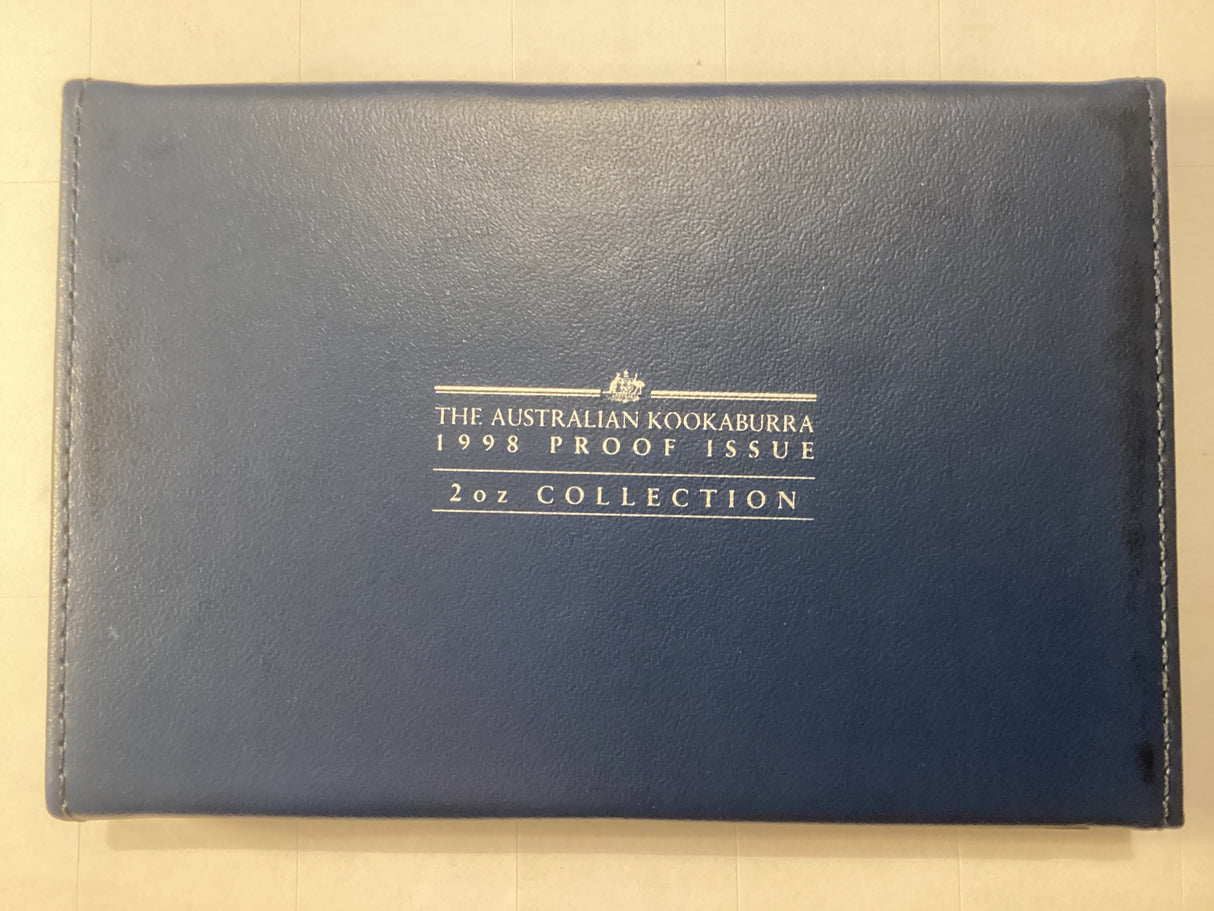 THE AUSTRALIAN KOOKABURRA
1998 PROOF ISSUE
2oz COLLECTION